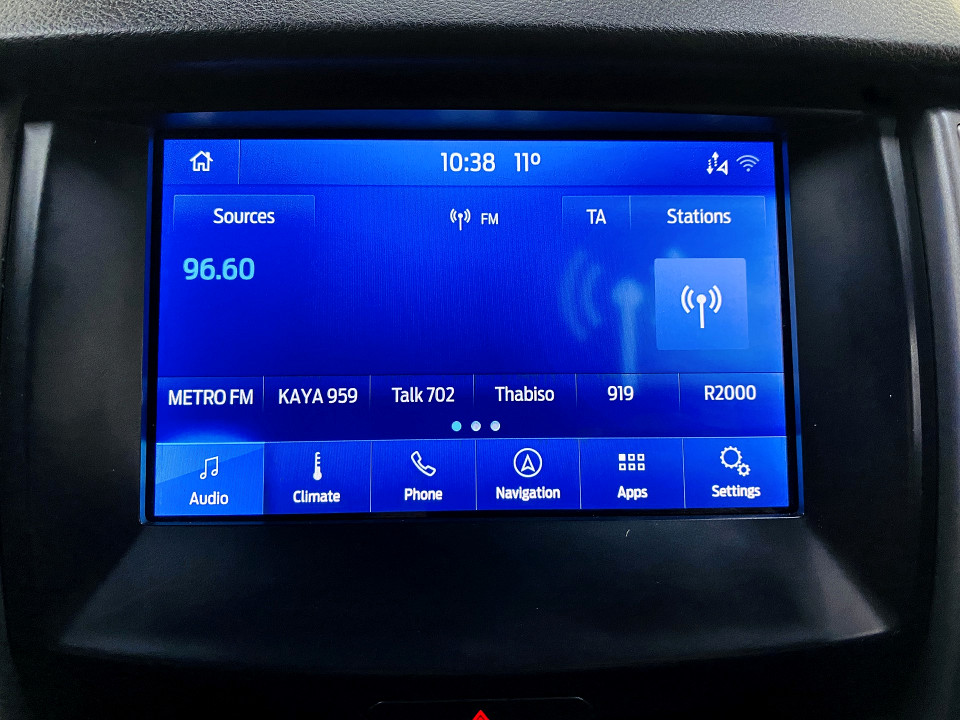 10:38 11º
Sources FM TA Stations
96.60
METRO FM KAYA 959 Talk 702 Thabiso 919 R2000
Audio Climate Phone Navigation Apps Settings